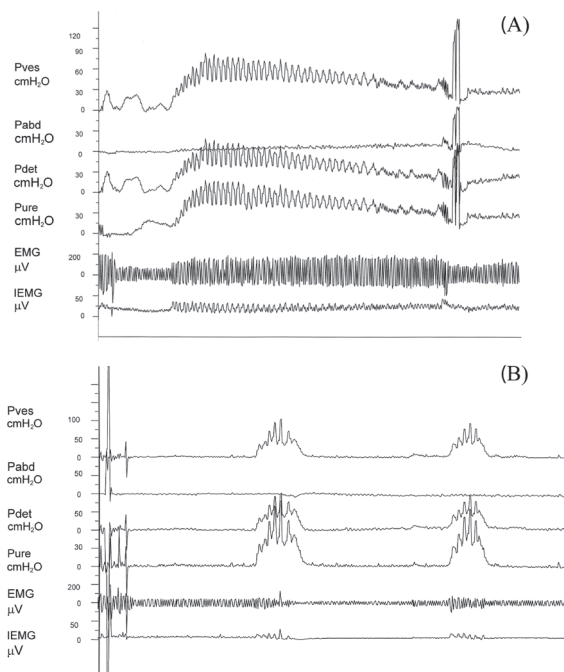 (A)
120
Pves
90
cmH₂O
60
30
0
Pabd
cmH₂O
30
0
Pdet
cmH₂O
30
0
Pure
cmH₂O
30
0
EMG
200
μV
0
IEMG
50
μV
0
(B)
Pves
cmH₂O
100
50
0
Pabd
cmH₂O
50
0
Pdet
cmH₂O
50
0
Pure
cmH₂O
30
0
EMG
200
μV
0
IEMG
50
μV
0